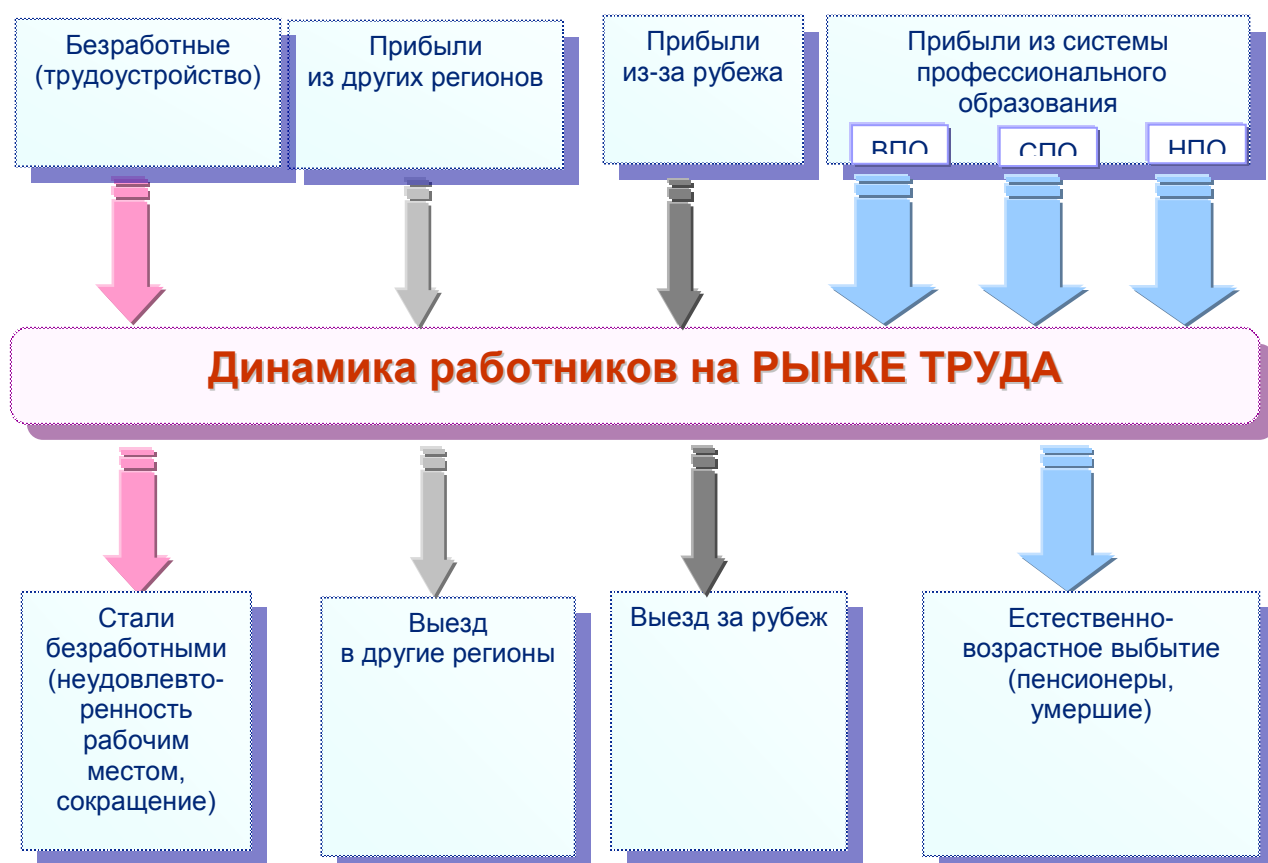 Безработные
(трудоустройство)
Прибыли
из других регионов
Прибыли
из-за рубежа
Прибыли из системы
профессионального
образования
ВПО
СПО
НПО
Динамика работников на РЫНКЕ ТРУДА
Стали
безработными
(неудовлевто-
ренность
рабочим
местом,
сокращение)
Выезд
в другие регионы
Выезд за рубеж
Естественно-
возрастное выбытие
(пенсионеры,
умершие)